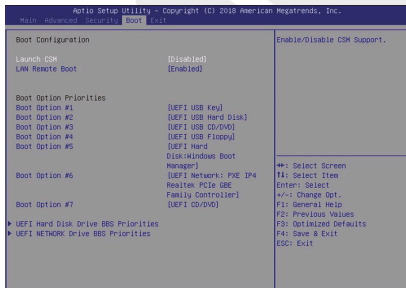 Aptio Setup Utility – Copyright (C) 2018 American Megatrends, Inc.
Main Advanced Security Boot Exit
Boot Configuration
Launch CSM [Disabled]
LAN Remote Boot [Enabled]
Boot Option Priorities
Boot Option #1 [UEFI USB Key]
Boot Option #2 [UEFI USB Hard Disk]
Boot Option #3 [UEFI USB CD/DVD]
Boot Option #4 [UEFI USB Floppy]
Boot Option #5 [UEFI Hard
Disk:Windows Boot
Manager]
Boot Option #6 [UEFI Network: PXE IP4
Realtek PCIe GBE
Family Controller]
Boot Option #7 [UEFI CD/DVD]
▶ UEFI Hard Disk Drive BBS Priorities
▶ UEFI NETWORK Drive BBS Priorities
Enable/Disable CSM Support.
↔: Select Screen
↑↓: Select Item
Enter: Select
+/-: Change Opt.
F1: General Help
F2: Previous Values
F3: Optimized Defaults
F4: Save & Exit
ESC: Exit